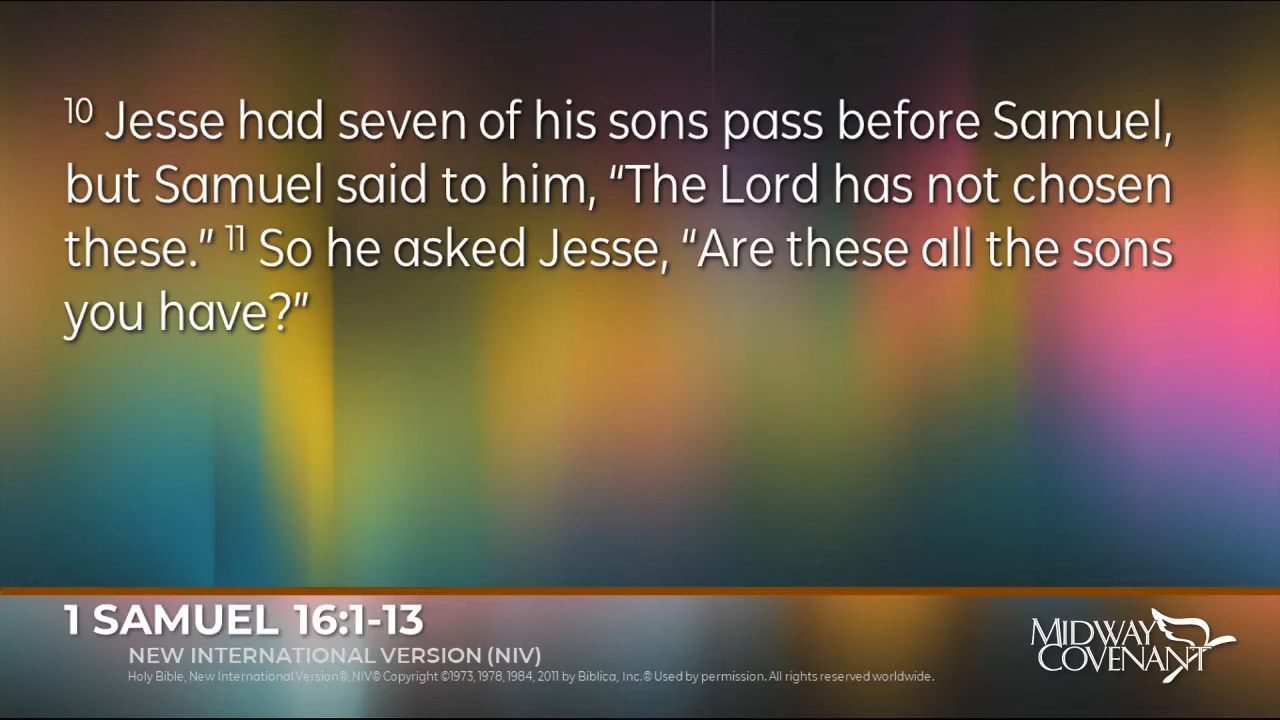 10 Jesse had seven of his sons pass before Samuel,
but Samuel said to him, “The Lord has not chosen
these.” 11 So he asked Jesse, “Are these all the sons
you have?”
1 SAMUEL 16:1-13
NEW INTERNATIONAL VERSION (NIV)
Holy Bible, New International Version®, NIV® Copyright ©1973, 1978, 1984, 2011 by Biblica, Inc.® Used by permission. All rights reserved worldwide.
MIDWAY
COVENANT